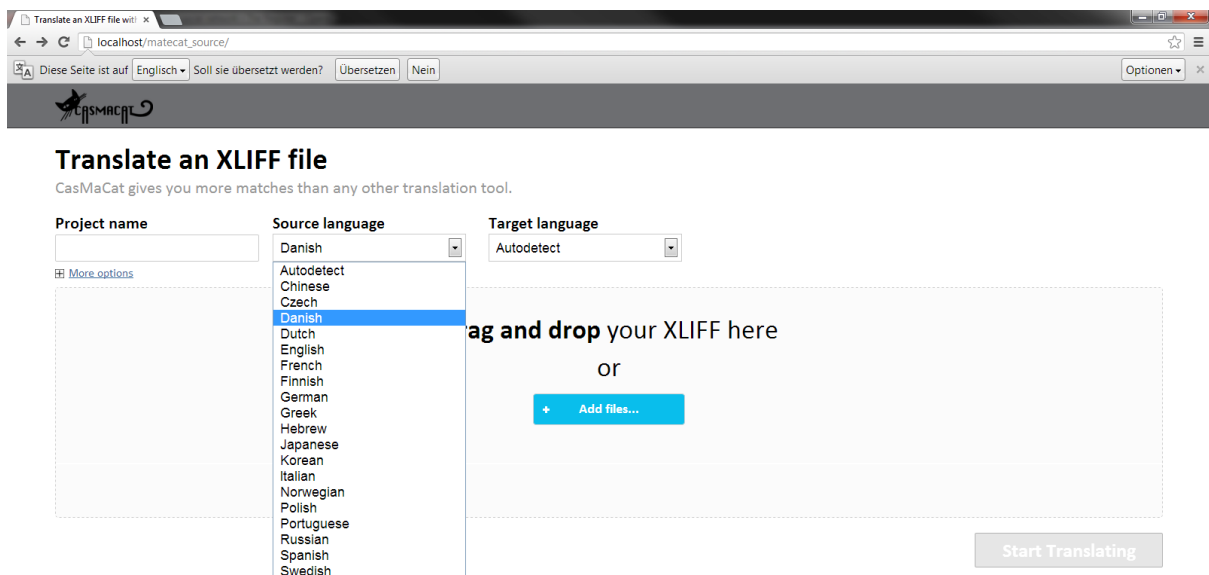 Translate an XLIFF file with
localhost/matecat_source/
Diese Seite ist auf Englisch Soll sie übersetzt werden? Übersetzen Nein Optionen
CASMACAT
Translate an XLIFF file
CasMaCat gives you more matches than any other translation tool.
Project name Source language Target language
Danish Autodetect
More options
Autodetect
Chinese
Czech
Danish
Dutch
English
French
Finnish
German
Greek
Hebrew
Japanese
Korean
Italian
Norwegian
Polish
Portuguese
Russian
Spanish
Swedish
ag and drop your XLIFF here
or
+ Add files...
Start Translating